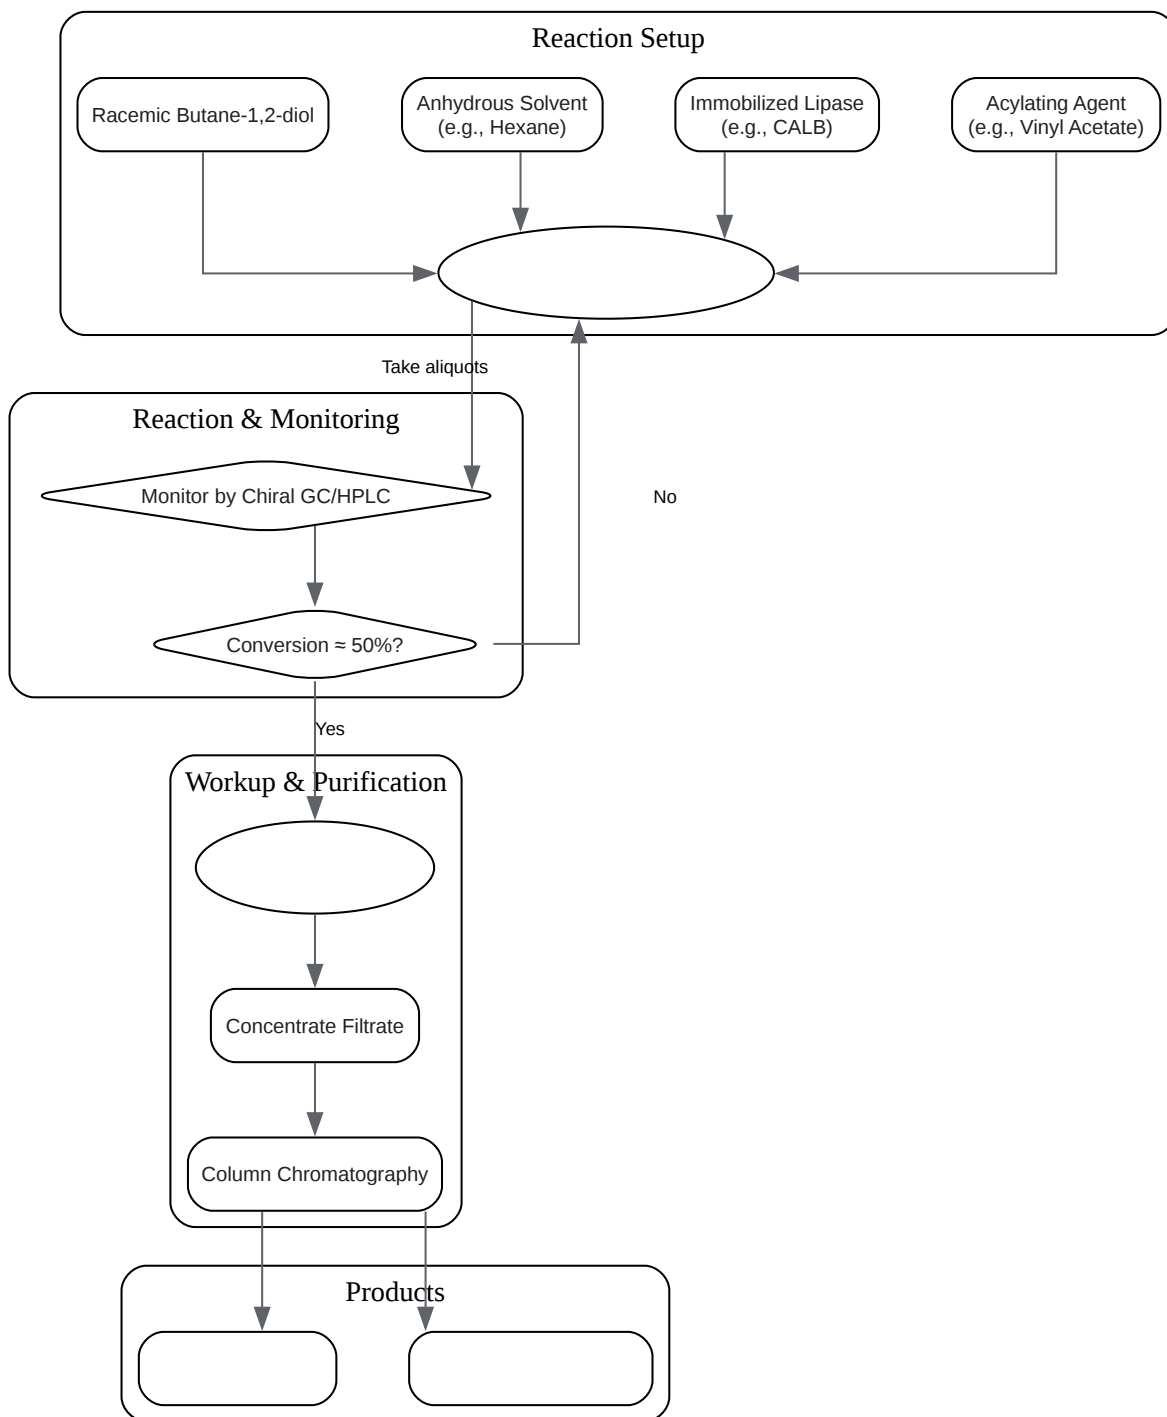 Reaction Setup
Racemic Butane-1,2-diol
Anhydrous Solvent
(e.g., Hexane)
Immobilized Lipase
(e.g., CALB)
Acylating Agent
(e.g., Vinyl Acetate)
Take aliquots
Reaction & Monitoring
Monitor by Chiral GC/HPLC
No
Conversion ≈ 50%?
Yes
Workup & Purification
Concentrate Filtrate
Column Chromatography
Products